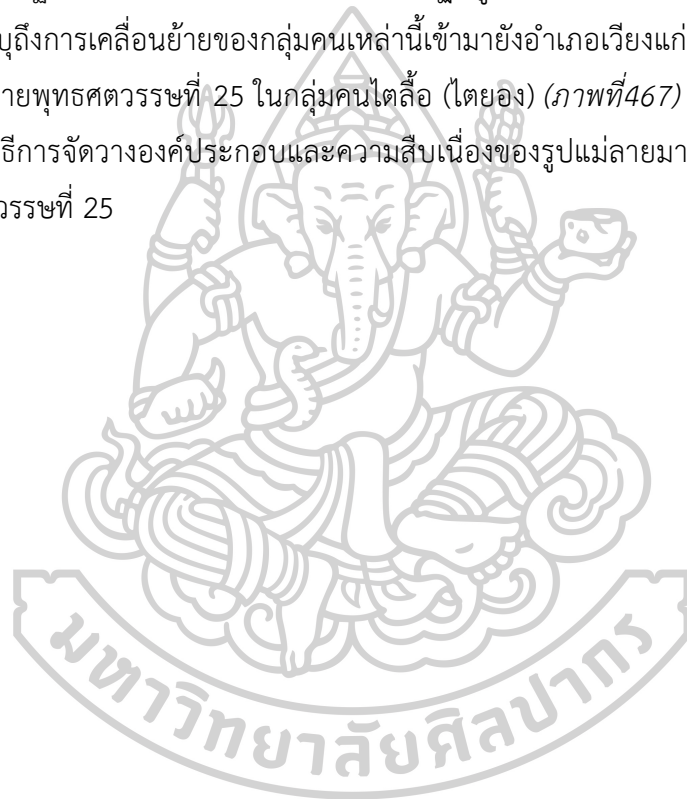 บุถึงการเคลื่อนย้ายของกลุ่มคนเหล่านี้เข้ามายังอำเภอเวียงแก่
ายพุทธศตวรรษที่ 25 ในกลุ่มคนไตลื้อ (ไตยอง) (ภาพที่467)
ธีการจัดวางองค์ประกอบและความสืบเนื่องของรูปแม่ลายมา
วรรษที่ 25
มหาวิทยาลัยศิลปากร